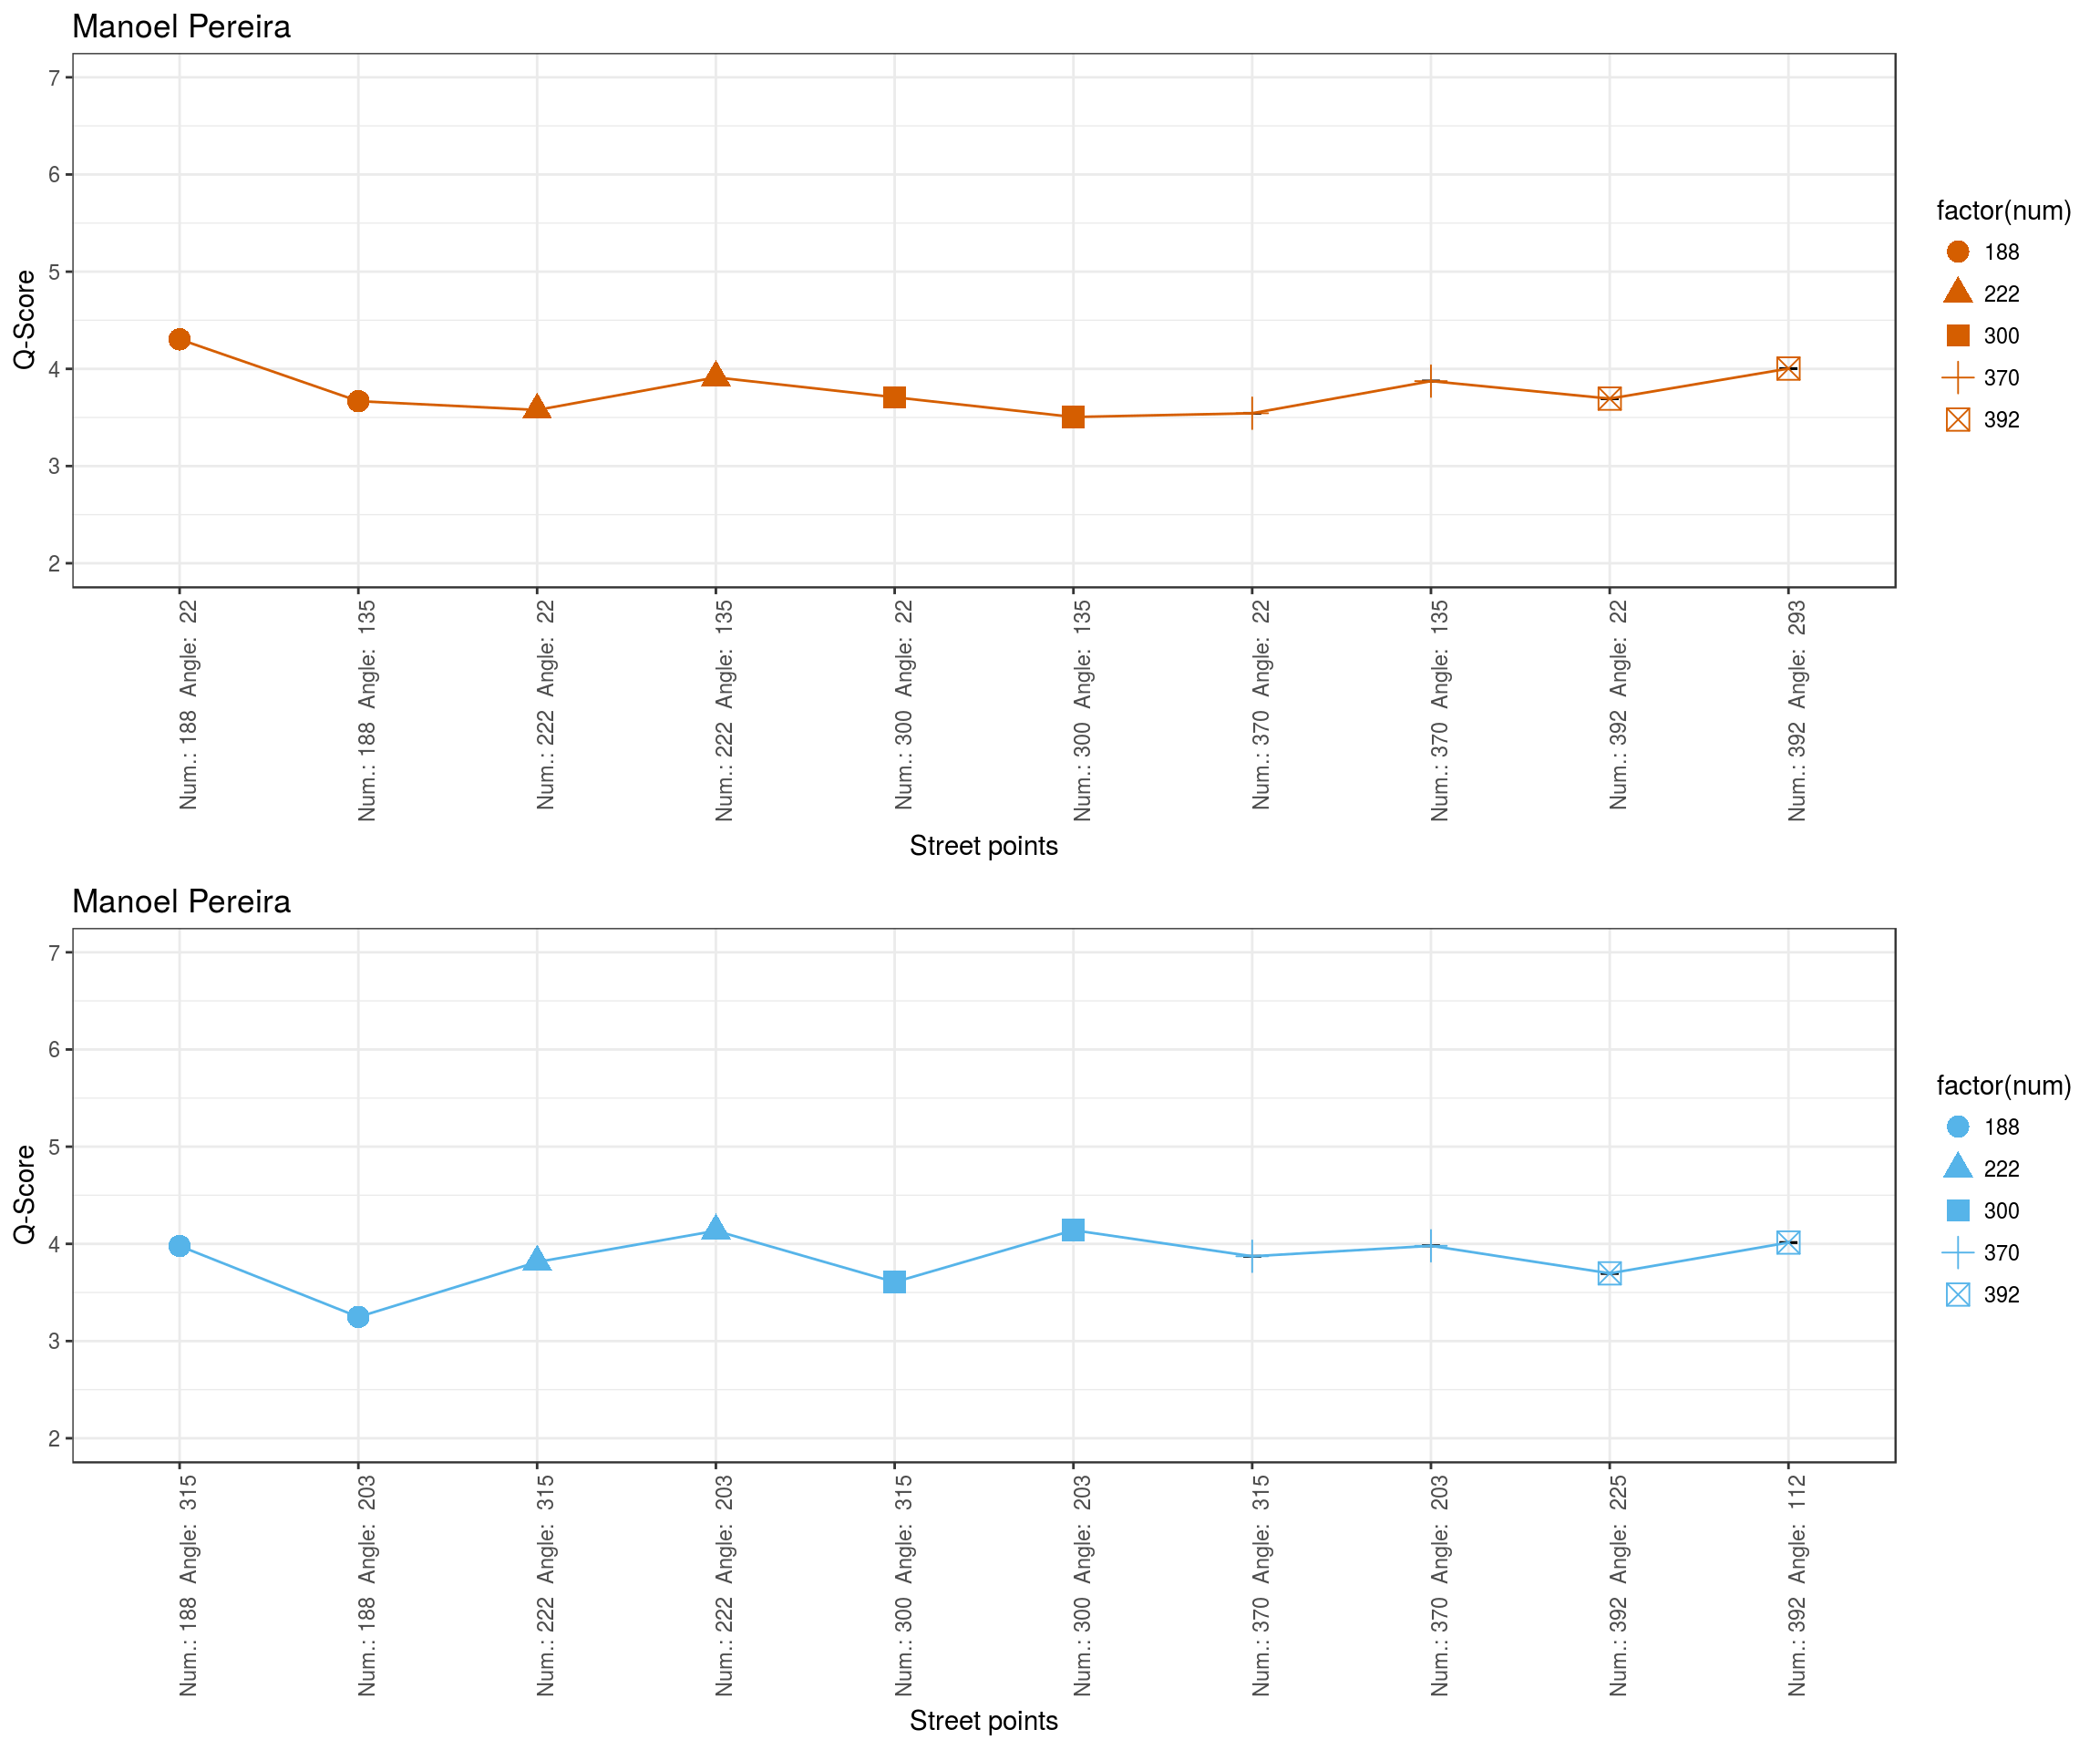 Manoel Pereira
7
6
5
4
3
2
Q-Score
Num.: 188 Angle: 22
Num.: 188 Angle: 135
Num.: 222 Angle: 22
Num.: 222 Angle: 135
Num.: 300 Angle: 22
Num.: 300 Angle: 135
Num.: 370 Angle: 22
Num.: 370 Angle: 135
Num.: 392 Angle: 22
Num.: 392 Angle: 293
Street points
factor(num)
188
222
300
370
392
Manoel Pereira
7
6
5
4
3
2
Q-Score
Num.: 188 Angle: 315
Num.: 188 Angle: 203
Num.: 222 Angle: 315
Num.: 222 Angle: 203
Num.: 300 Angle: 315
Num.: 300 Angle: 203
Num.: 370 Angle: 315
Num.: 370 Angle: 203
Num.: 392 Angle: 225
Num.: 392 Angle: 112
Street points
factor(num)
188
222
300
370
392